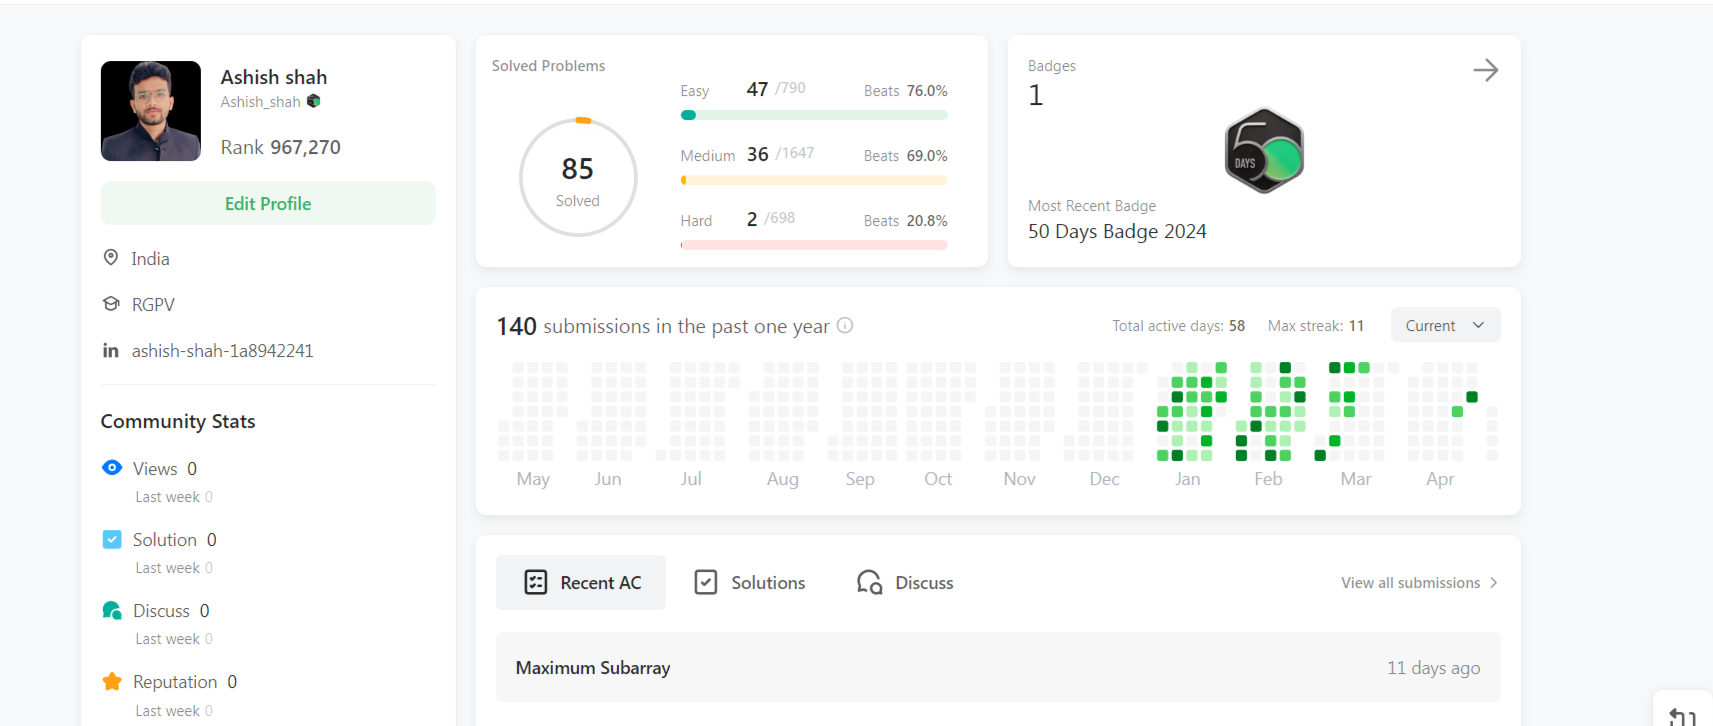 Ashish shah
Ashish_shah
Rank 967,270
Edit Profile
India
RGPV
in ashish-shah-1a8942241
Community Stats
Views 0
Last week 0
Solution 0
Last week 0
Discuss 0
Last week 0
Reputation 0
Last week 0
Solved Problems
85
Solved
Easy 47 /790 Beats 76.0%
Medium 36 /1647 Beats 69.0%
Hard 2 /698 Beats 20.8%
Badges
1
50
DAYS
Most Recent Badge
50 Days Badge 2024
140 submissions in the past one year
Total active days: 58 Max streak: 11 Current
May Jun Jul Aug Sep Oct Nov Dec Jan Feb Mar Apr
Recent AC Solutions Discuss View all submissions
Maximum Subarray 11 days ago